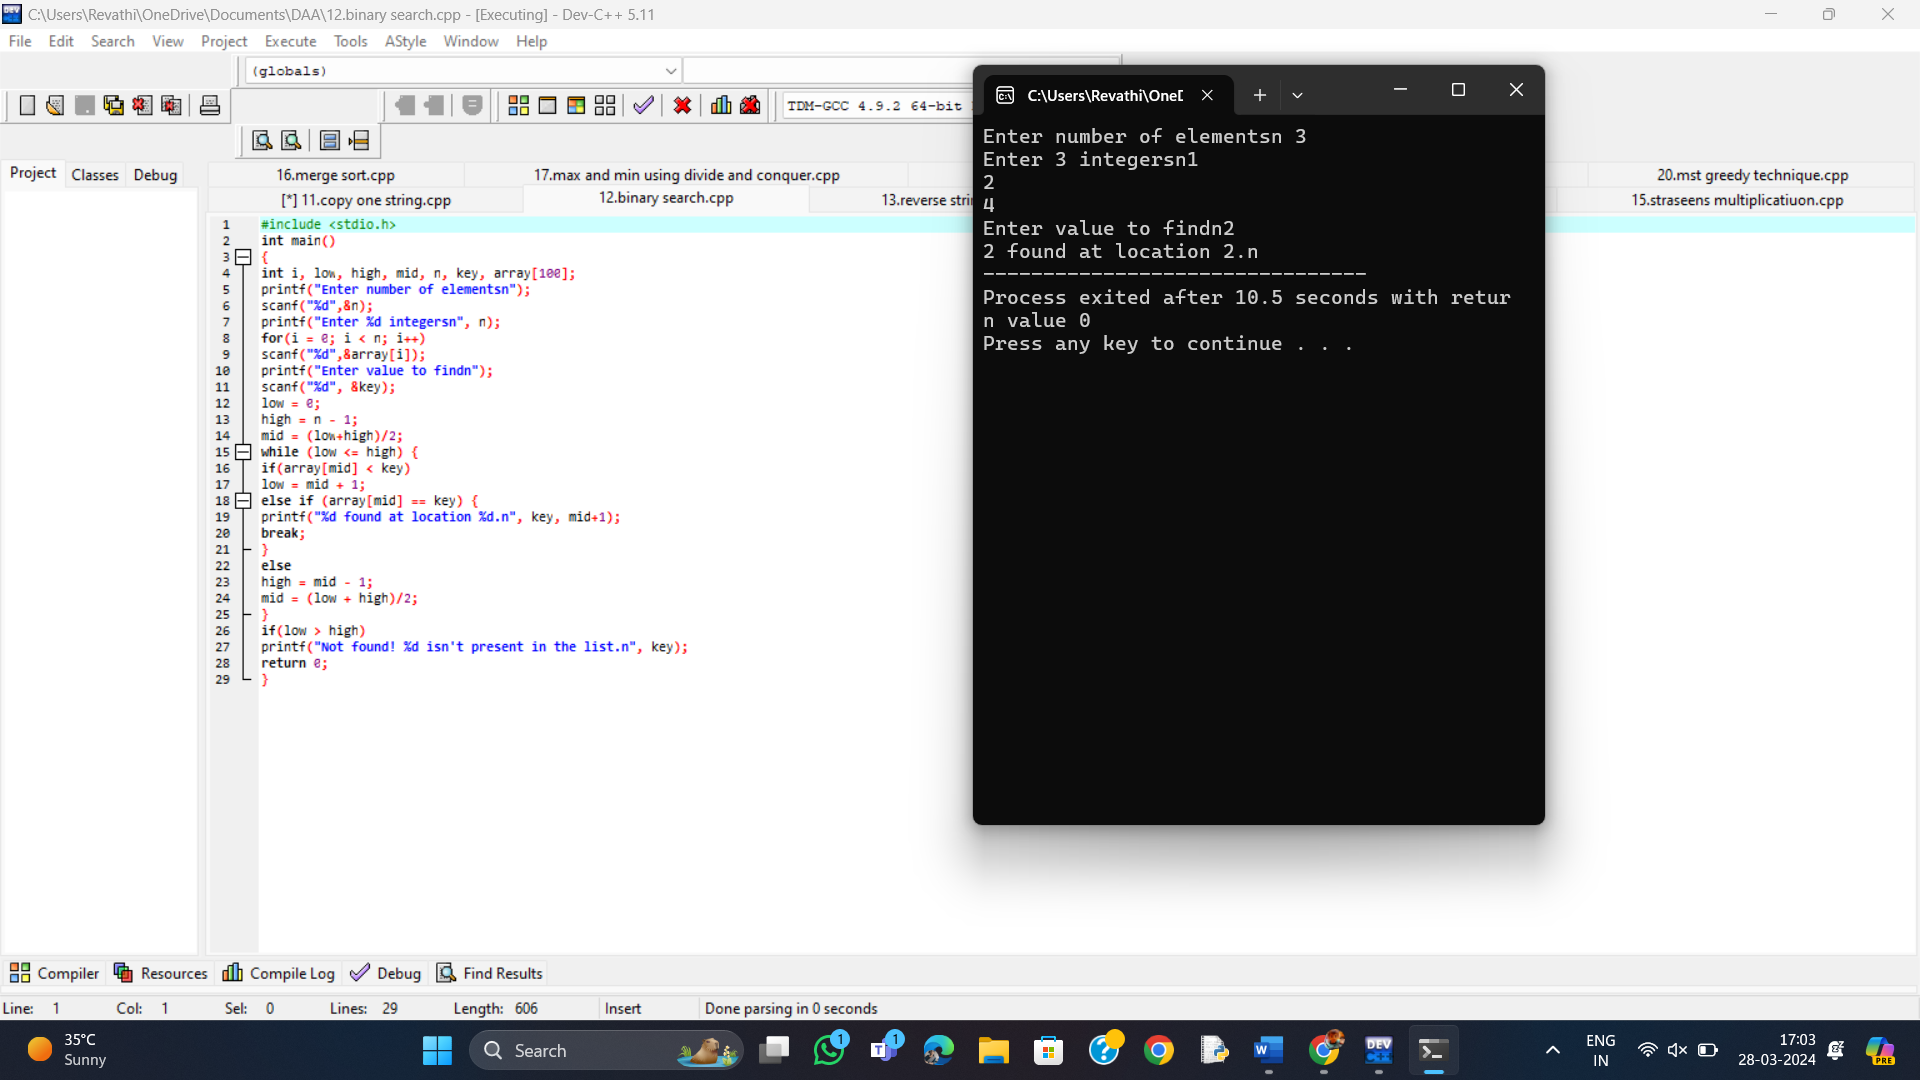 C:\Users\Revathi\OneDrive\Documents\DAA\12.binary search.cpp - [Executing] - Dev-C++ 5.11
File Edit Search View Project Execute Tools AStyle Window Help
(globals)
TDM-GCC 4.9.2 64-bit
Project Classes Debug
16.merge sort.cpp 17.max and min using divide and conquer.cpp 20.mst greedy technique.cpp
[*] 11.copy one string.cpp 12.binary search.cpp 13.reverse stri 15.straseens multiplicatiuon.cpp
1 #include <stdio.h>
2 int main()
3 {
4 int i, low, high, mid, n, key, array[100];
5 printf("Enter number of elementsn");
6 scanf("%d",&n);
7 printf("Enter %d integersn", n);
8 for(i = 0; i < n; i++)
9 scanf("%d",&array[i]);
10 printf("Enter value to findn");
11 scanf("%d", &key);
12 low = 0;
13 high = n - 1;
14 mid = (low+high)/2;
15 while (low <= high) {
16 if(array[mid] < key)
17 low = mid + 1;
18 else if (array[mid] == key) {
19 printf("%d found at location %d.n", key, mid+1);
20 break;
21 }
22 else
23 high = mid - 1;
24 mid = (low + high)/2;
25 }
26 if(low > high)
27 printf("Not found! %d isn't present in the list.n", key);
28 return 0;
29 }
C:\Users\Revathi\OneD
Enter number of elementsn 3
Enter 3 integersn1
2
4
Enter value to findn2
2 found at location 2.n
--------------------------------
Process exited after 10.5 seconds with retur
n value 0
Press any key to continue . . .
Compiler Resources Compile Log Debug Find Results
Line: 1 Col: 1 Sel: 0 Lines: 29 Length: 606 Insert Done parsing in 0 seconds
35°C
Sunny
Search
1
1
DEV
ENG
IN
17:03
28-03-2024
PRE